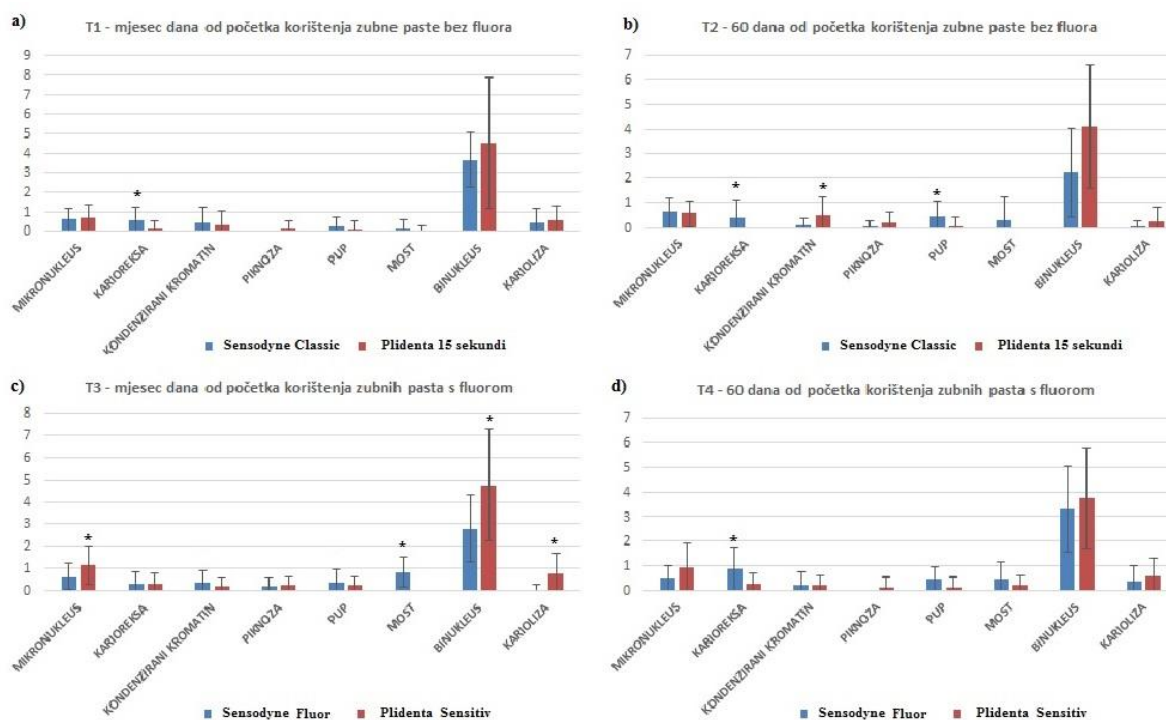 a)
T1 - mjesec dana od početka korištenja zubne paste bez fluora
9
8
7
6
5
4
3
2
1
0
*
MIKRONUKLEUS
KARIOREKSA
KONDENZIRANI KROMATIN
PIKNOZA
PUP
MOST
BINUKLEUS
KARIOLIZA
Sensodyne Classic
Plidenta 15 sekundi
b)
T2 - 60 dana od početka korištenja zubne paste bez fluora
7
6
5
4
3
2
1
0
* * *
MIKRONUKLEUS
KARIOREKSA
KONDENZIRANI KROMATIN
PIKNOZA
PUP
MOST
BINUKLEUS
KARIOLIZA
Sensodyne Classic
Plidenta 15 sekundi
c)
T3 - mjesec dana od početka korištenja zubnih pasta s fluorom
8
7
6
5
4
3
2
1
0
* * * *
MIKRONUKLEUS
KARIOREKSA
KONDENZIRANI KROMATIN
PIKNOZA
PUP
MOST
BINUKLEUS
KARIOLIZA
Sensodyne Fluor
Plidenta Sensitiv
d)
T4 - 60 dana od početka korištenja zubnih pasta s fluorom
7
6
5
4
3
2
1
0
*
MIKRONUKLEUS
KARIOREKSA
KONDENZIRANI KROMATIN
PIKNOZA
PUP
MOST
BINUKLEUS
KARIOLIZA
Sensodyne Fluor
Plidenta Sensitiv